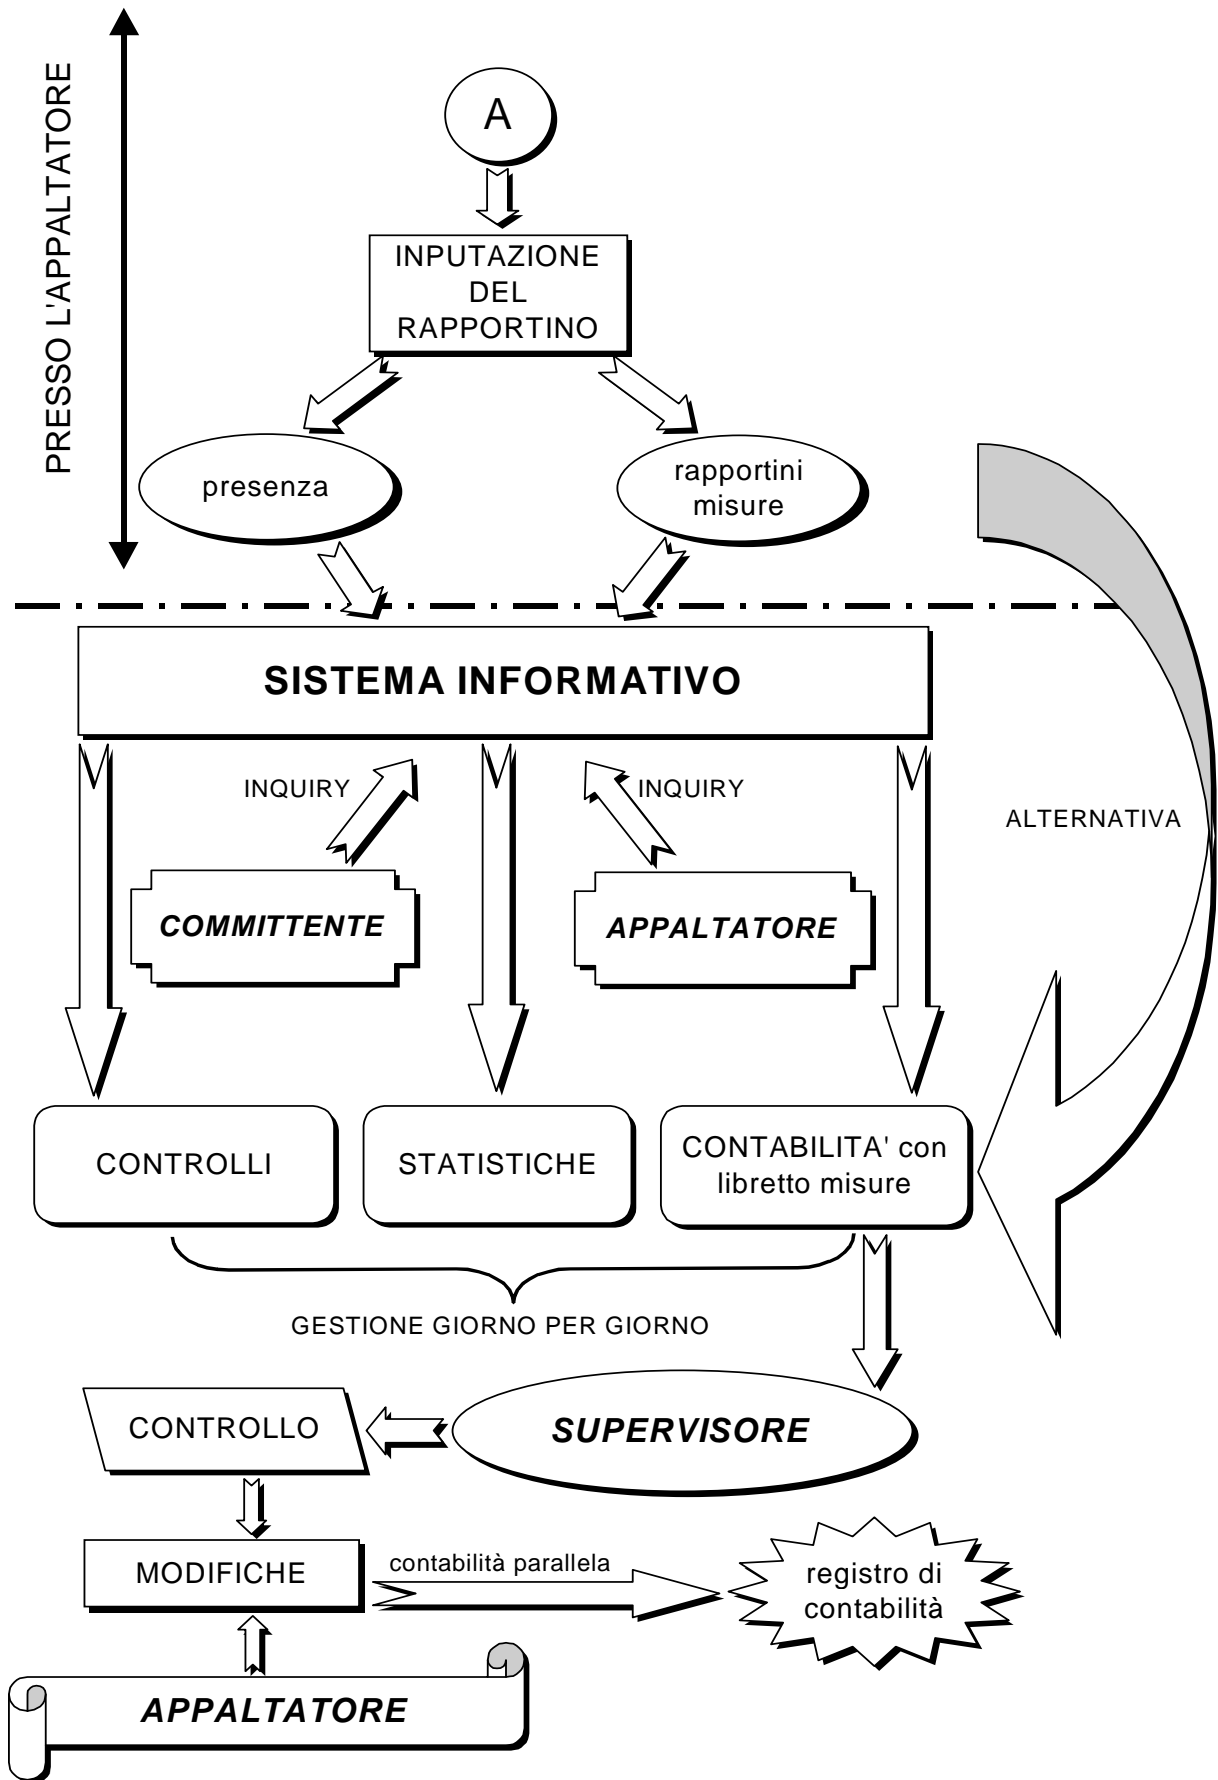 PRESSO L'APPALTATORE
A
INPUTAZIONE
DEL
RAPPORTINO
presenza
rapportini
misure
SISTEMA INFORMATIVO
INQUIRY
INQUIRY
ALTERNATIVA
COMMITTENTE
APPALTATORE
CONTROLLI
STATISTICHE
CONTABILITA' con
libretto misure
GESTIONE GIORNO PER GIORNO
CONTROLLO
SUPERVISORE
MODIFICHE
contabilità parallela
registro di
contabilità
APPALTATORE